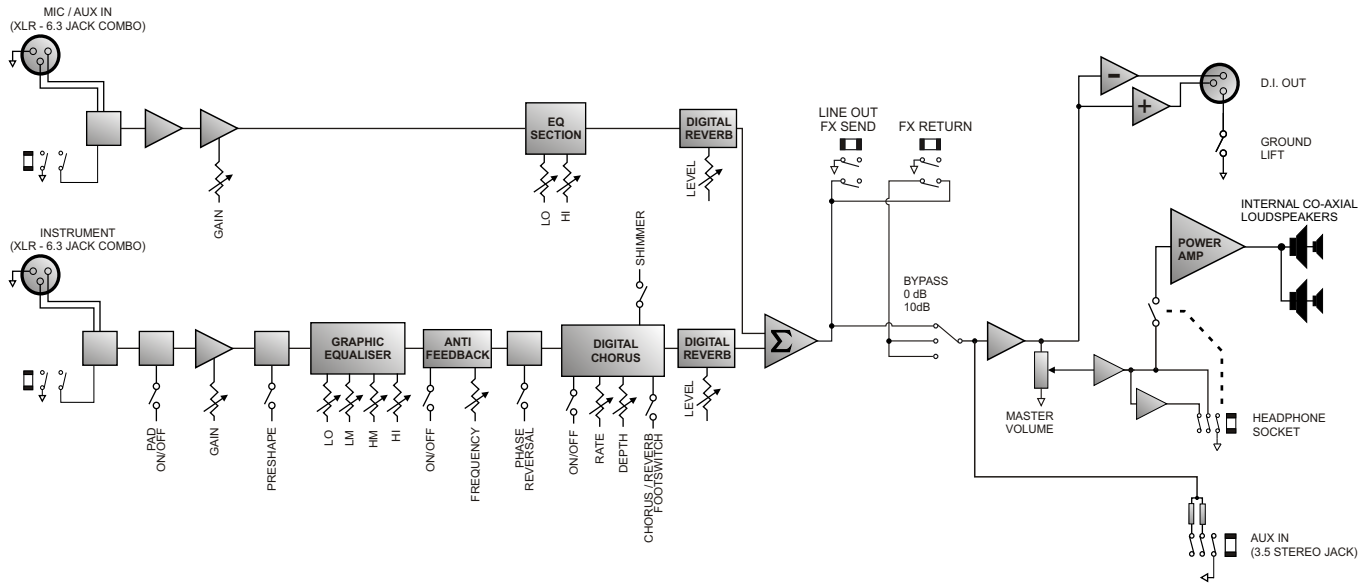 MIC / AUX IN
(XLR - 6.3 JACK COMBO)
GAIN
EQ
SECTION
LO
HI
DIGITAL
REVERB
LEVEL
LINE OUT
FX SEND
FX RETURN
D.I. OUT
GROUND
LIFT
INSTRUMENT
(XLR - 6.3 JACK COMBO)
PAD
ON/OFF
GAIN
PRESHAPE
GRAPHIC
EQUALISER
LO
LM
HM
HI
ANTI
FEEDBACK
ON/OFF
FREQUENCY
PHASE
REVERSAL
SHIMMER
DIGITAL
CHORUS
ON/OFF
RATE
DEPTH
CHORUS / REVERB
FOOTSWITCH
DIGITAL
REVERB
LEVEL
Σ
BYPASS
0 dB
10dB
-
+
INTERNAL CO-AXIAL
LOUDSPEAKERS
POWER
AMP
MASTER
VOLUME
HEADPHONE
SOCKET
AUX IN
(3.5 STEREO JACK)